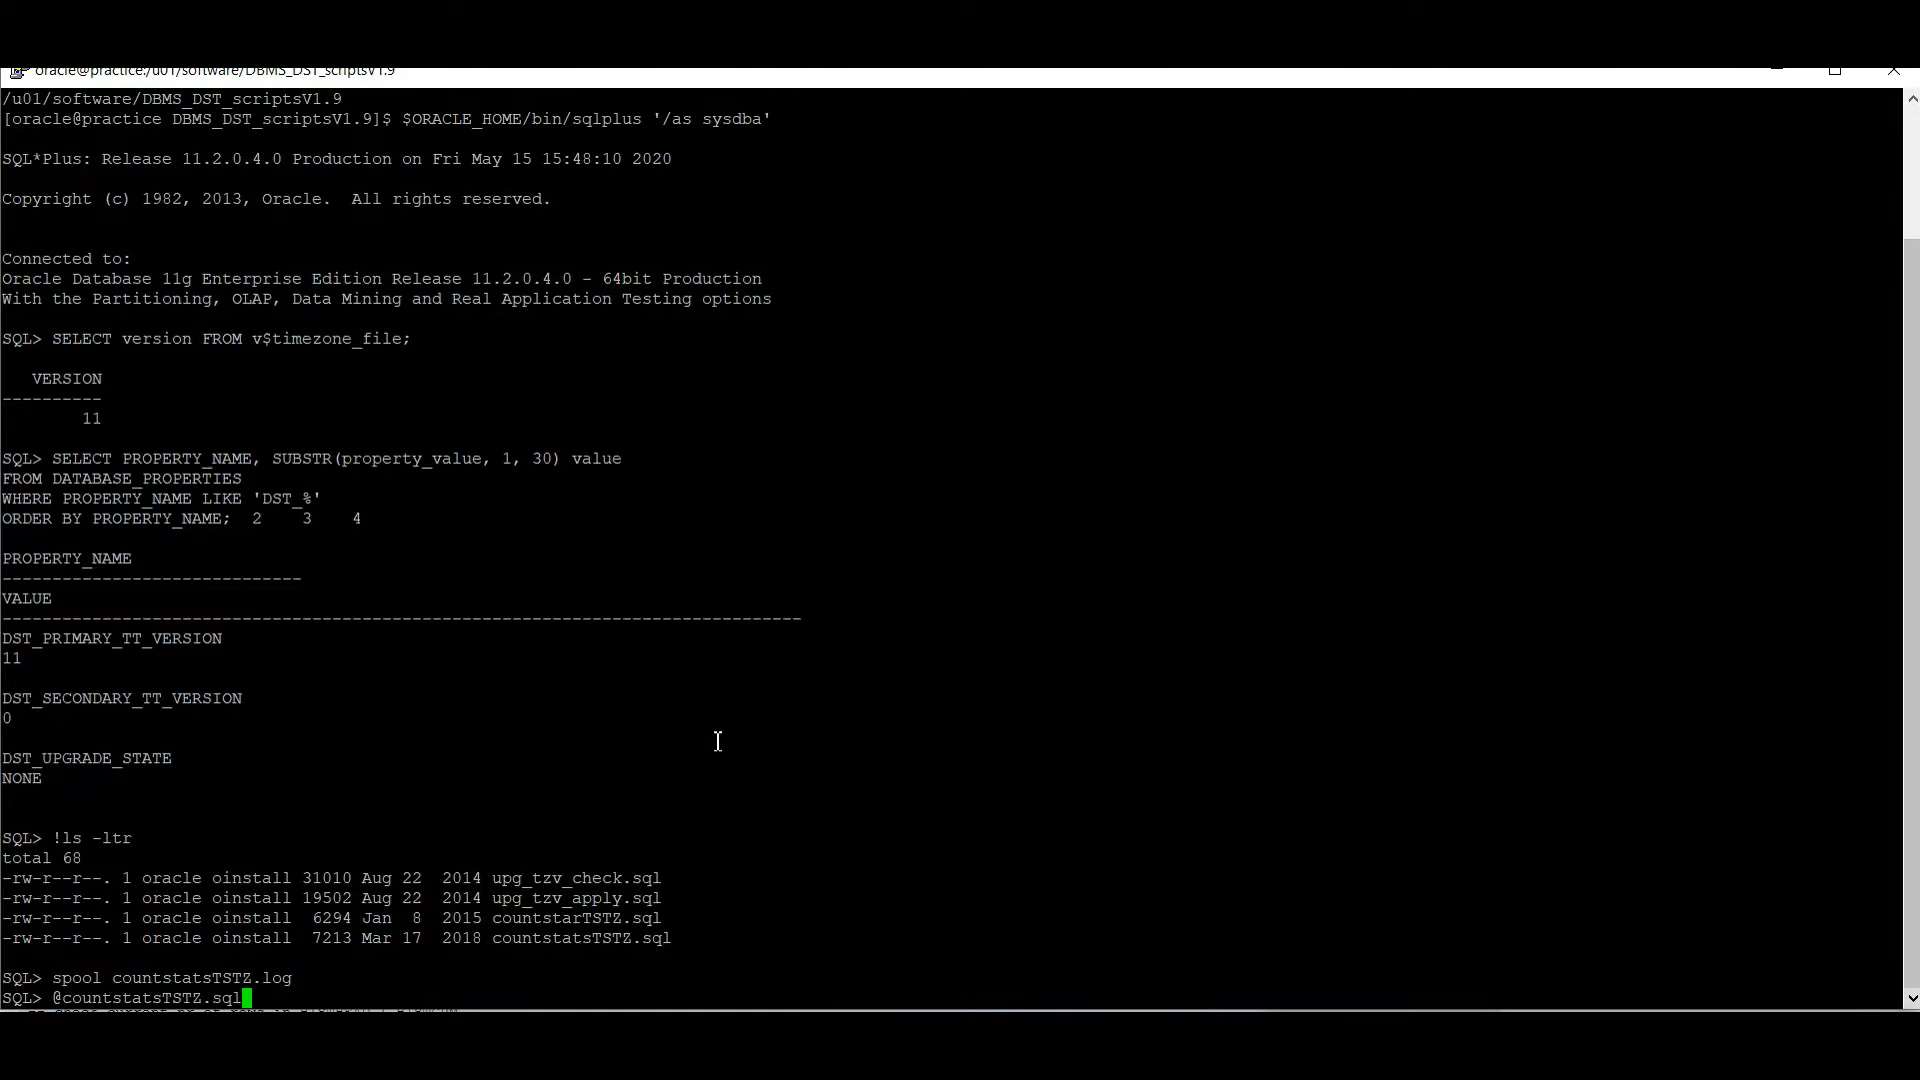 oracle@practice:/u01/software/DBMS_DST_scriptsV1.9
/u01/software/DBMS_DST_scriptsV1.9
[oracle@practice DBMS_DST_scriptsV1.9]$ $ORACLE_HOME/bin/sqlplus '/as sysdba'
SQL*Plus: Release 11.2.0.4.0 Production on Fri May 15 15:48:10 2020
Copyright (c) 1982, 2013, Oracle.  All rights reserved.
Connected to:
Oracle Database 11g Enterprise Edition Release 11.2.0.4.0 - 64bit Production
With the Partitioning, OLAP, Data Mining and Real Application Testing options
SQL> SELECT version FROM v$timezone_file;
   VERSION
----------
        11
SQL> SELECT PROPERTY_NAME, SUBSTR(property_value, 1, 30) value
FROM DATABASE_PROPERTIES
WHERE PROPERTY_NAME LIKE 'DST_%'
ORDER BY PROPERTY_NAME;  2    3    4
PROPERTY_NAME
------------------------------
VALUE
--------------------------------------------------------------------------------
DST_PRIMARY_TT_VERSION
11
DST_SECONDARY_TT_VERSION
0
DST_UPGRADE_STATE
NONE
SQL> !ls -ltr
total 68
-rw-r--r--. 1 oracle oinstall 31010 Aug 22  2014 upg_tzv_check.sql
-rw-r--r--. 1 oracle oinstall 19502 Aug 22  2014 upg_tzv_apply.sql
-rw-r--r--. 1 oracle oinstall  6294 Jan  8  2015 countstarTSTZ.sql
-rw-r--r--. 1 oracle oinstall  7213 Mar 17  2018 countstatsTSTZ.sql
SQL> spool countstatsTSTZ.log
SQL> @countstatsTSTZ.sql